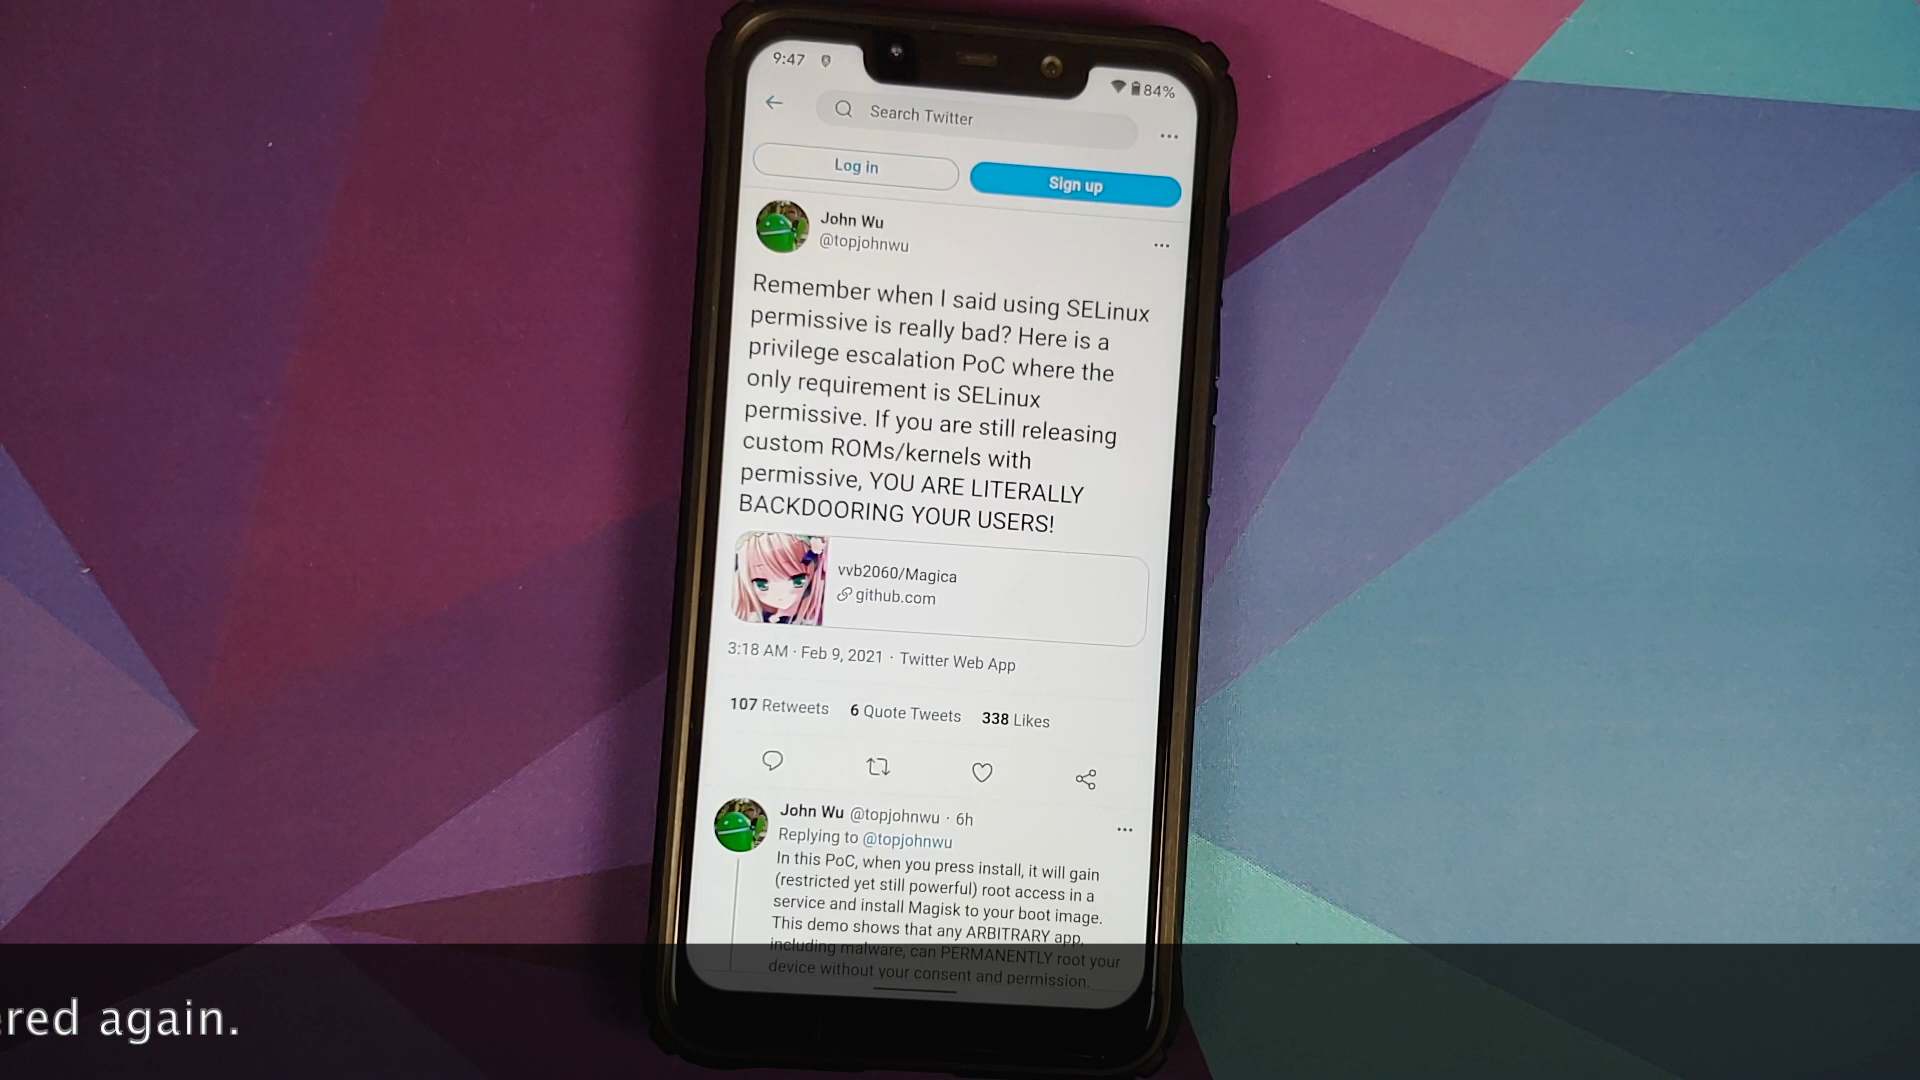 9:47
84%
Search Twitter
Log in
Sign up
John Wu
@topjohnwu
Remember when I said using SELinux
permissive is really bad? Here is a
privilege escalation PoC where the
only requirement is SELinux
permissive. If you are still releasing
custom ROMs/kernels with
permissive, YOU ARE LITERALLY
BACKDOORING YOUR USERS!
vvb2060/Magica
github.com
3:18 AM · Feb 9, 2021 · Twitter Web App
107 Retweets 6 Quote Tweets 338 Likes
John Wu @topjohnwu · 6h
Replying to @topjohnwu
In this PoC, when you press install, it will gain
(restricted yet still powerful) root access in a
service and install Magisk to your boot image.
This demo shows that any ARBITRARY app,
including malware, can PERMANENTLY root your
device without your consent and permission.
again.